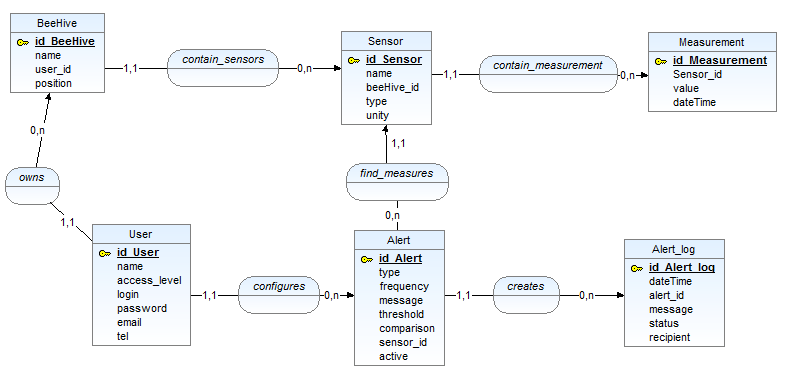 BeeHive
id_BeeHive
name
user_id
position
1,1
contain_sensors
0,n
Sensor
id_Sensor
name
beeHive_id
type
unity
1,1
contain_measurement
0,n
Measurement
id_Measurement
Sensor_id
value
dateTime
0,n
owns
1,1
1,1
find_measures
0,n
User
id_User
name
access_level
login
password
email
tel
1,1
configures
0,n
Alert
id_Alert
type
frequency
message
threshold
comparison
sensor_id
active
1,1
creates
0,n
Alert_log
id_Alert_log
dateTime
alert_id
message
status
recipient